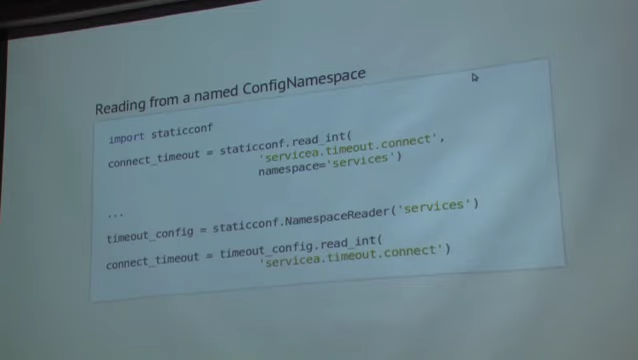 Reading from a named ConfigNamespace
import staticconf
connect_timeout = staticconf.read_int(
'servicea.timeout.connect',
namespace='services')
...
timeout_config = staticconf.NamespaceReader('services')
connect_timeout = timeout_config.read_int(
'servicea.timeout.connect')